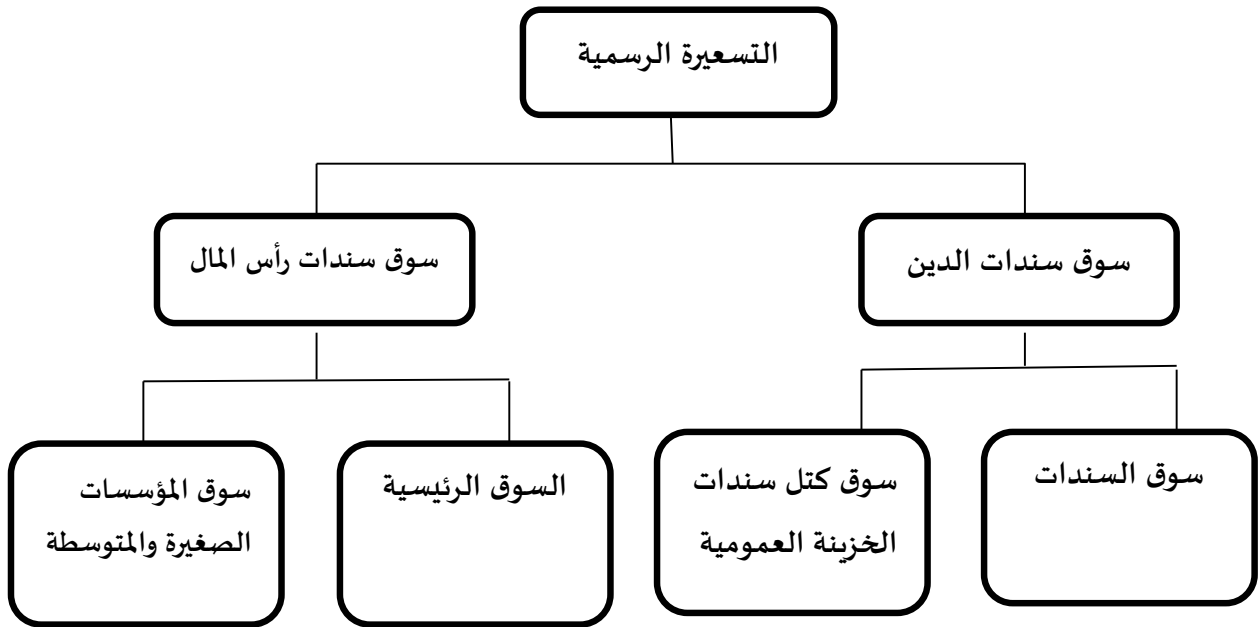 التسعيرة الرسمية
سوق سندات الدين
سوق سندات رأس المال
سوق السندات
سوق كتل سندات
الخزينة العمومية
السوق الرئيسية
سوق المؤسسات
الصغيرة والمتوسطة